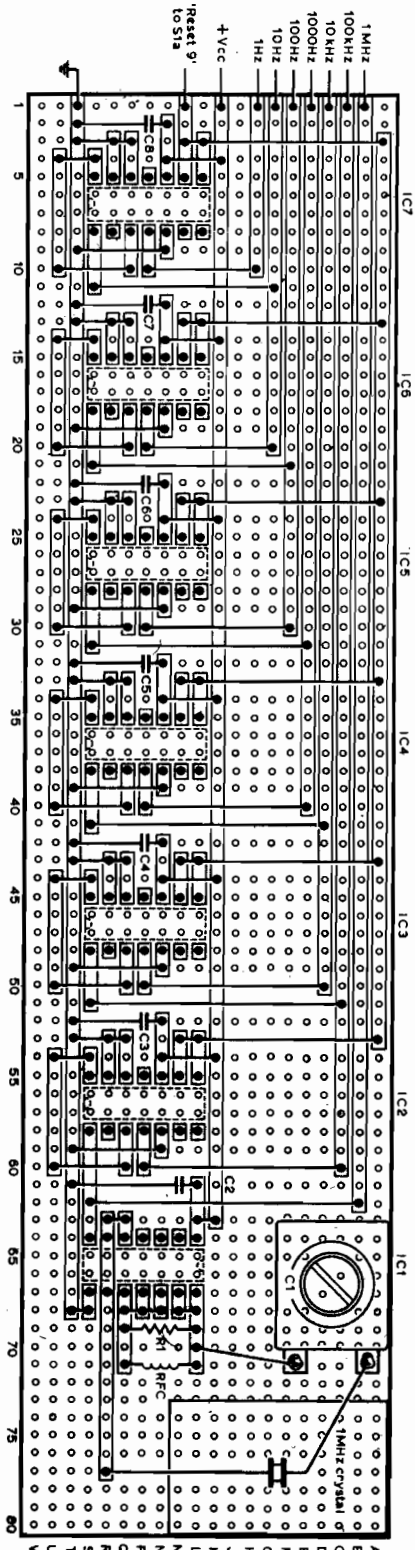 'Reset 9' to S1a
+Vcc
1Hz
10Hz
100Hz
1000Hz
10kHz
100kHz
1MHz
1
5
10
15
20
25
30
35
40
45
50
55
60
65
70
75
80
IC7
IC6
IC5
IC4
IC3
IC2
IC1
C8
C7
C6
C5
C4
C3
C2
C1
R1
RFC
1MHz crystal